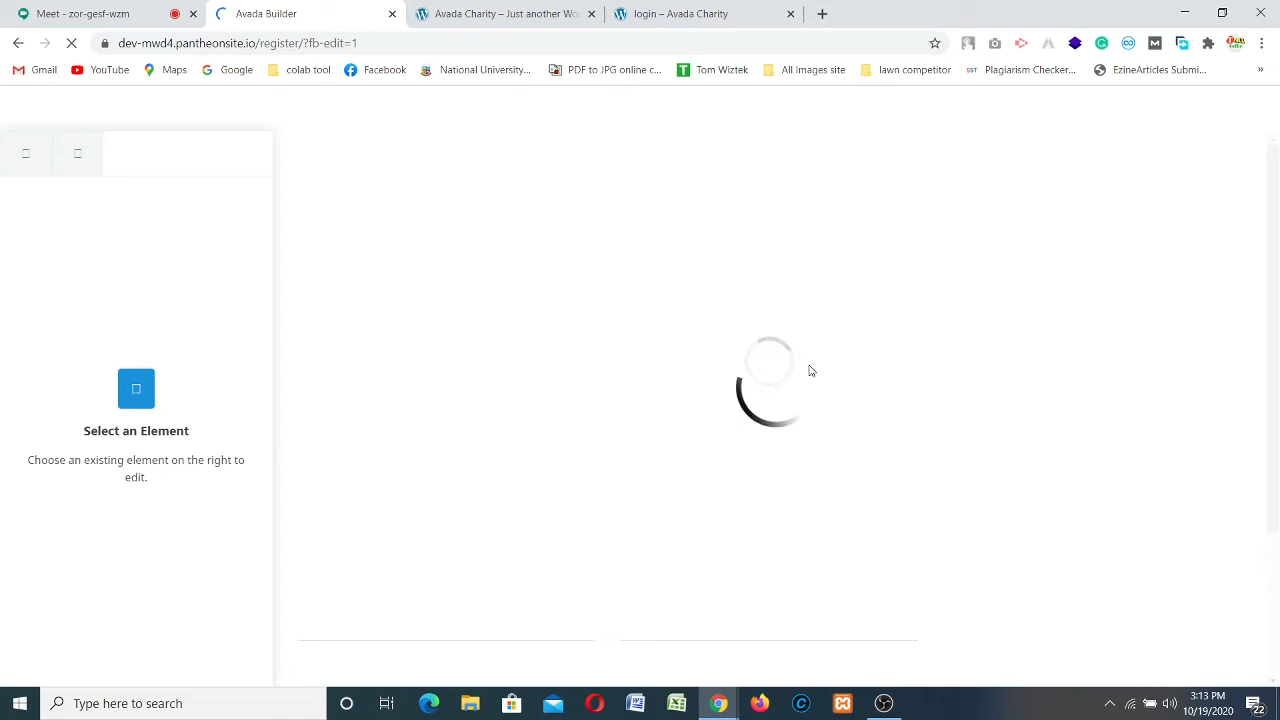 Meet - zor-gesf-wzm
Avada Builder
Avada Charity – Just another Wo
login – Avada Charity
dev-mwd4.pantheonsite.io/register/?fb-edit=1
Gmail
YouTube
Maps
Google
colab tool
Facebook
National University...
PDF to JPG online c...
Tom Wiztek
All Images site
lawn competitor
SST
Plagiarism Checker...
EzineArticles Submi...
»
Select an Element
Choose an existing element on the right to
edit.
Type here to search
3:13 PM
10/19/2020
22